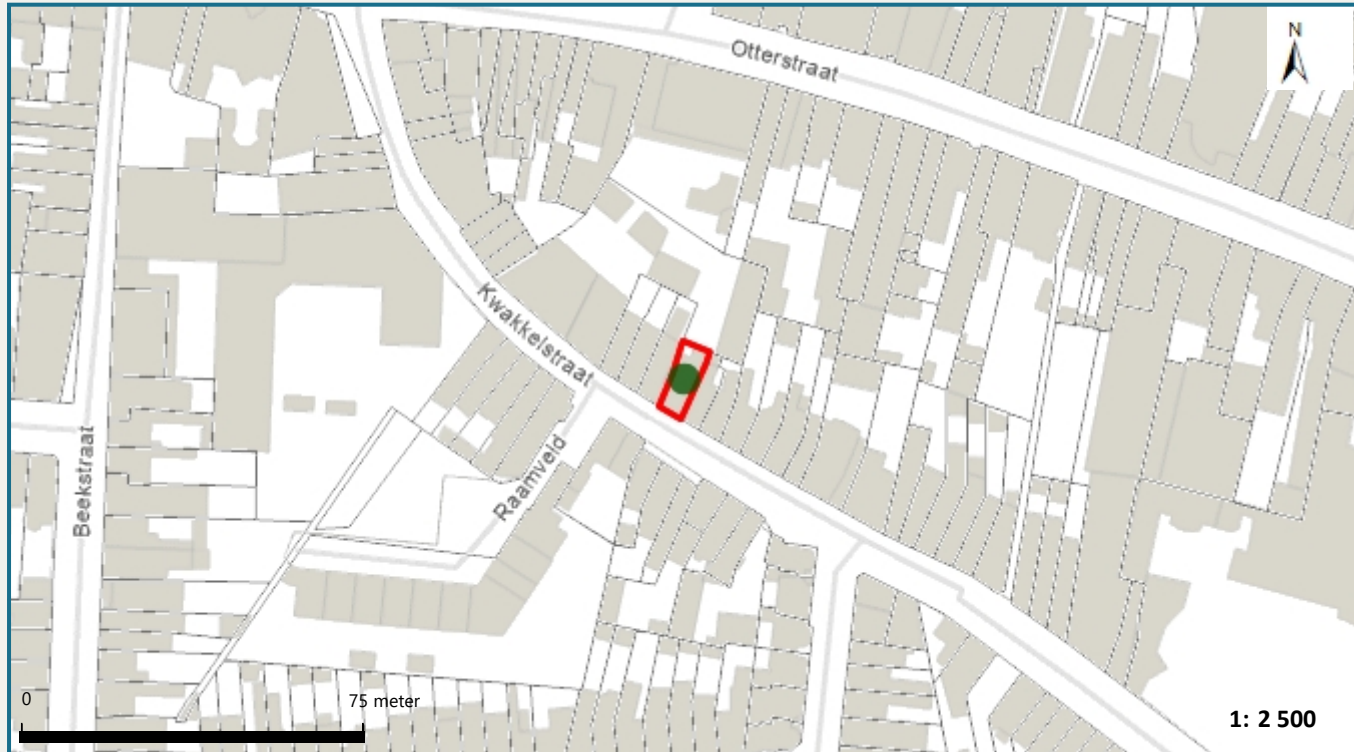 N
Otterstraat
Kwakkelstraat
Raamveld
Beekstraat
0
75 meter
1: 2 500